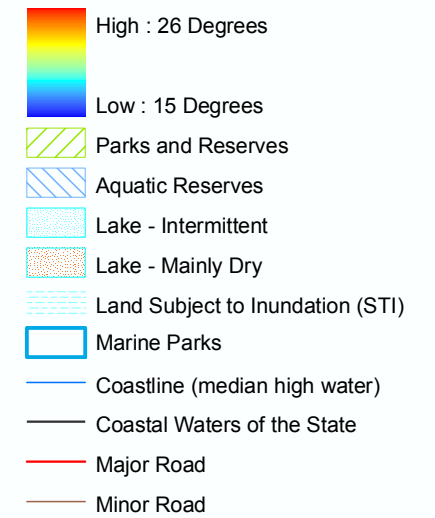 High : 26 Degrees
Low : 15 Degrees
Parks and Reserves
Aquatic Reserves
Lake - Intermittent
Lake - Mainly Dry
Land Subject to Inundation (STI)
Marine Parks
Coastline (median high water)
Coastal Waters of the State
Major Road
Minor Road